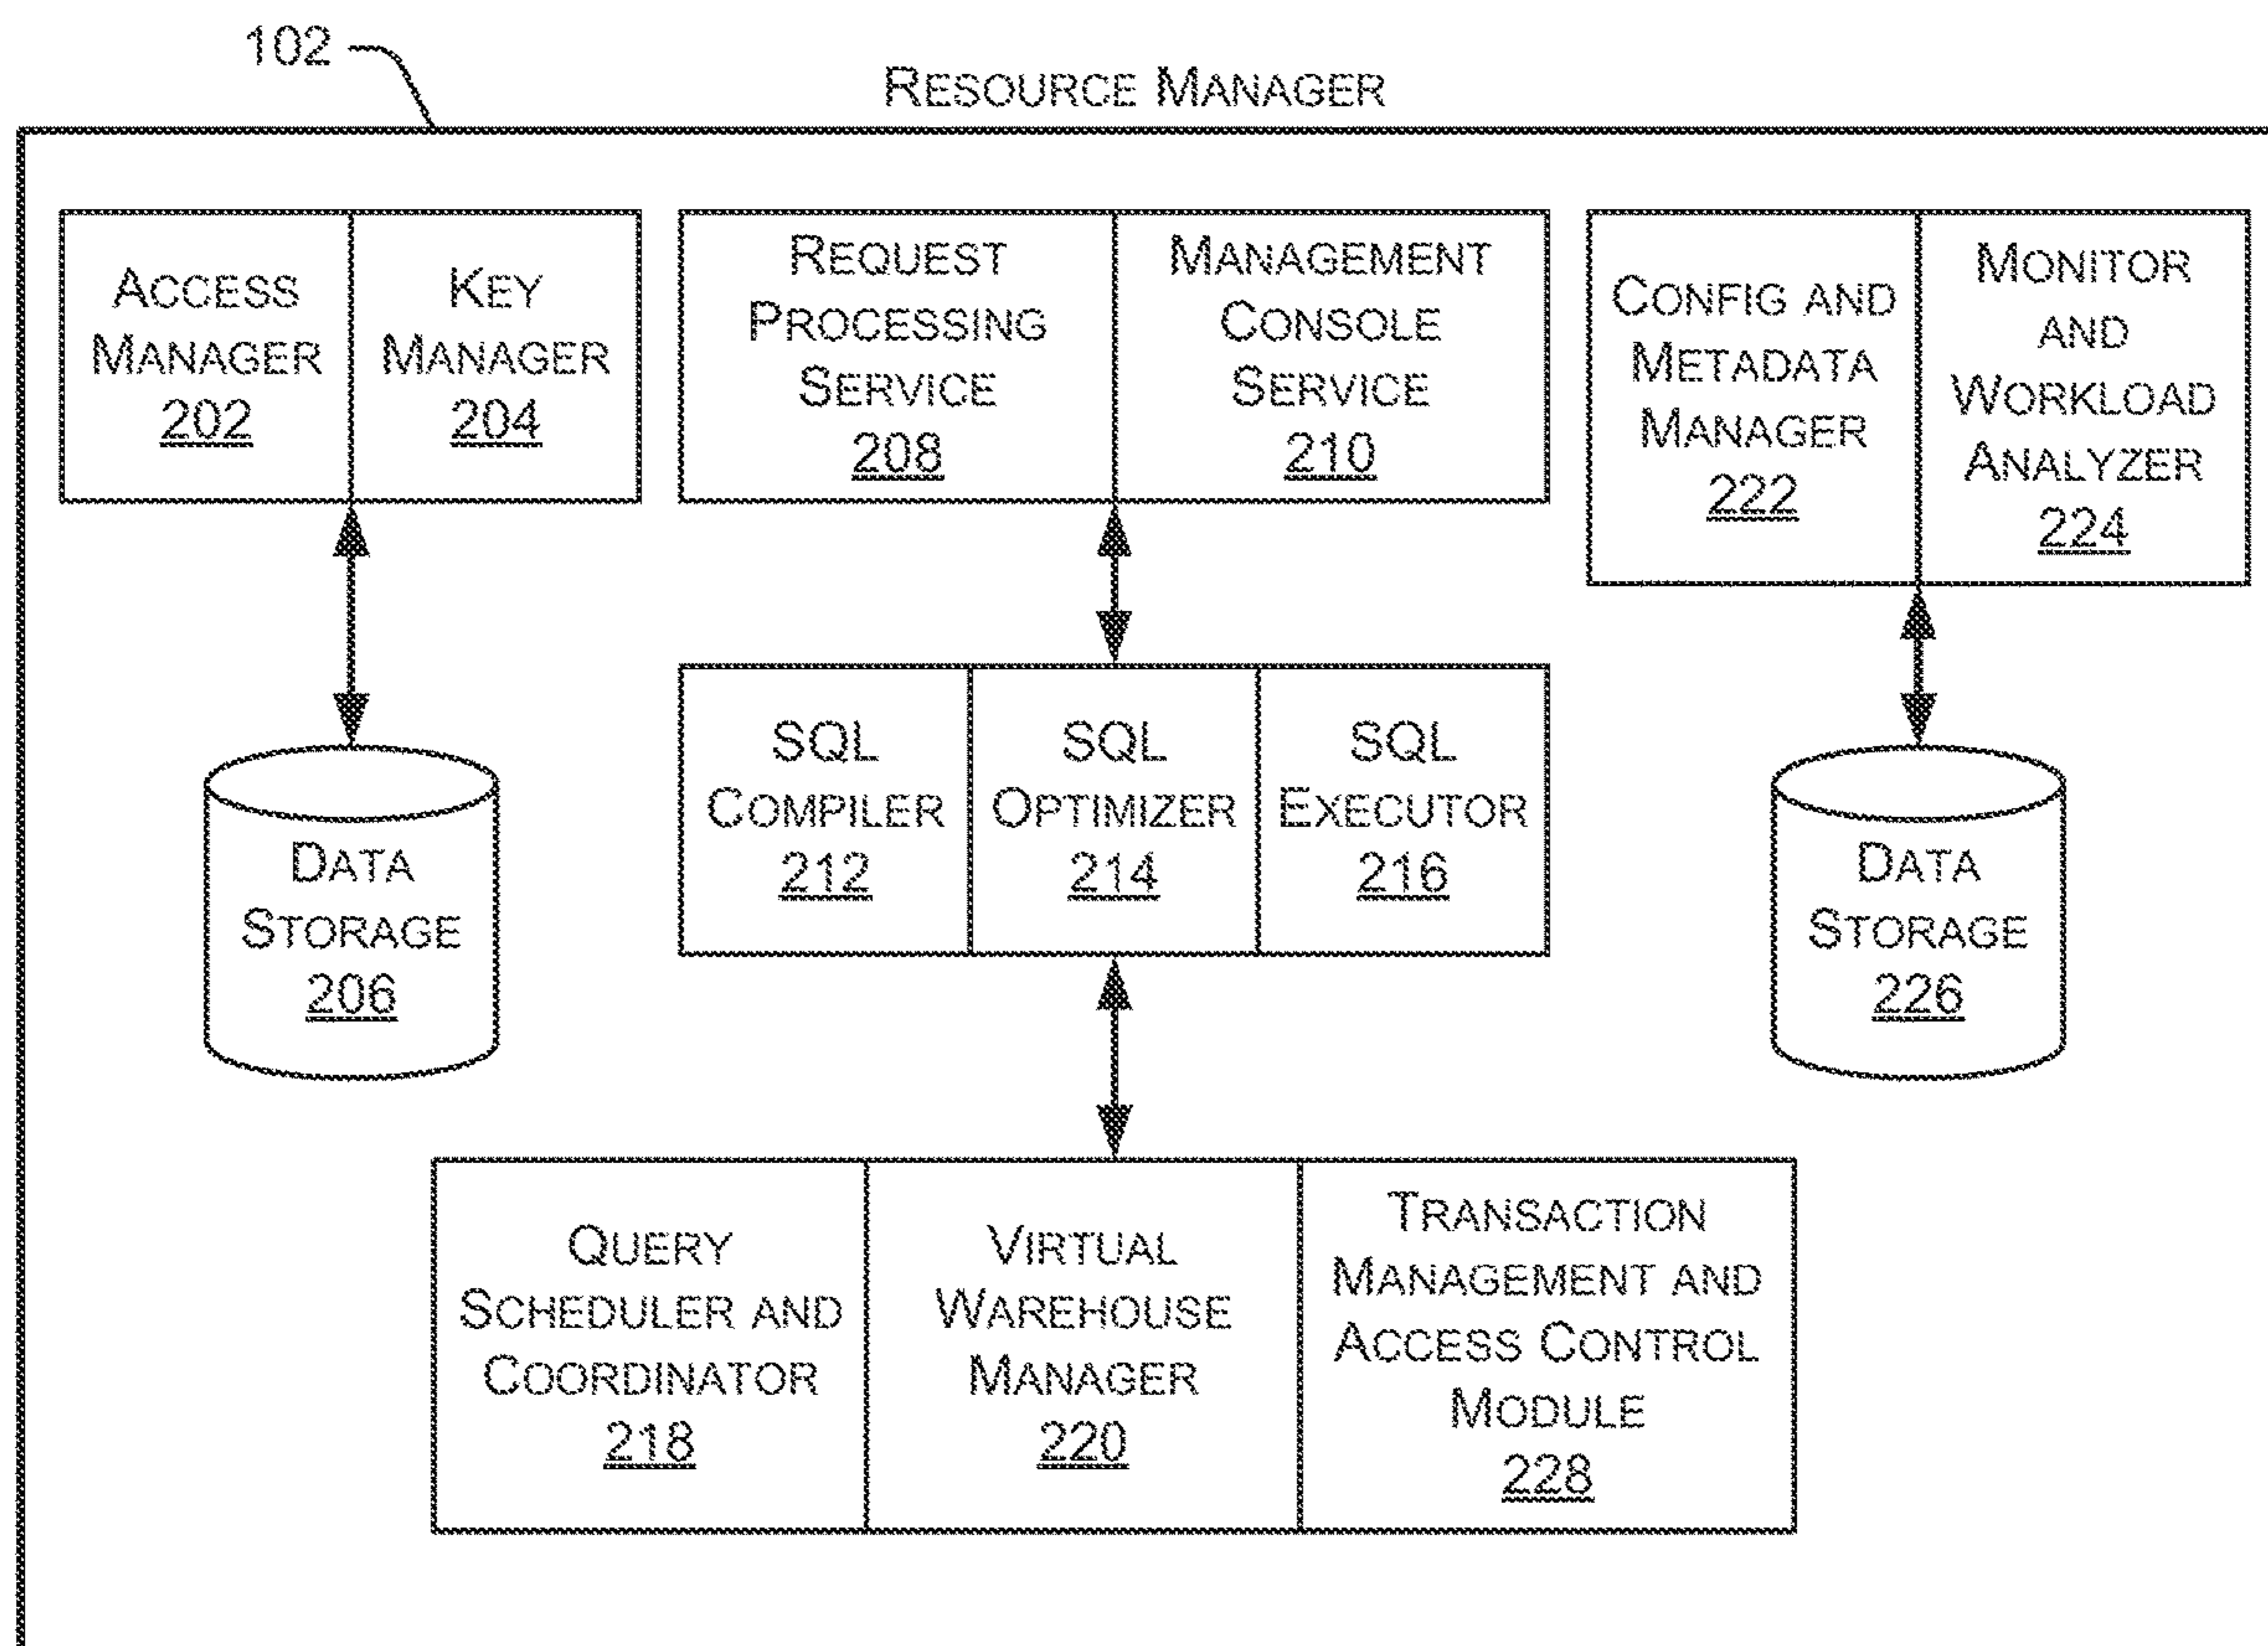 102
RESOURCE MANAGER
ACCESS
MANAGER
202
KEY
MANAGER
204
REQUEST
PROCESSING
SERVICE
208
MANAGEMENT
CONSOLE
SERVICE
210
CONFIG AND
METADATA
MANAGER
222
MONITOR
AND
WORKLOAD
ANALYZER
224
DATA
STORAGE
206
SQL
COMPILER
212
SQL
OPTIMIZER
214
SQL
EXECUTOR
216
DATA
STORAGE
226
QUERY
SCHEDULER AND
COORDINATOR
218
VIRTUAL
WAREHOUSE
MANAGER
220
TRANSACTION
MANAGEMENT AND
ACCESS CONTROL
MODULE
228